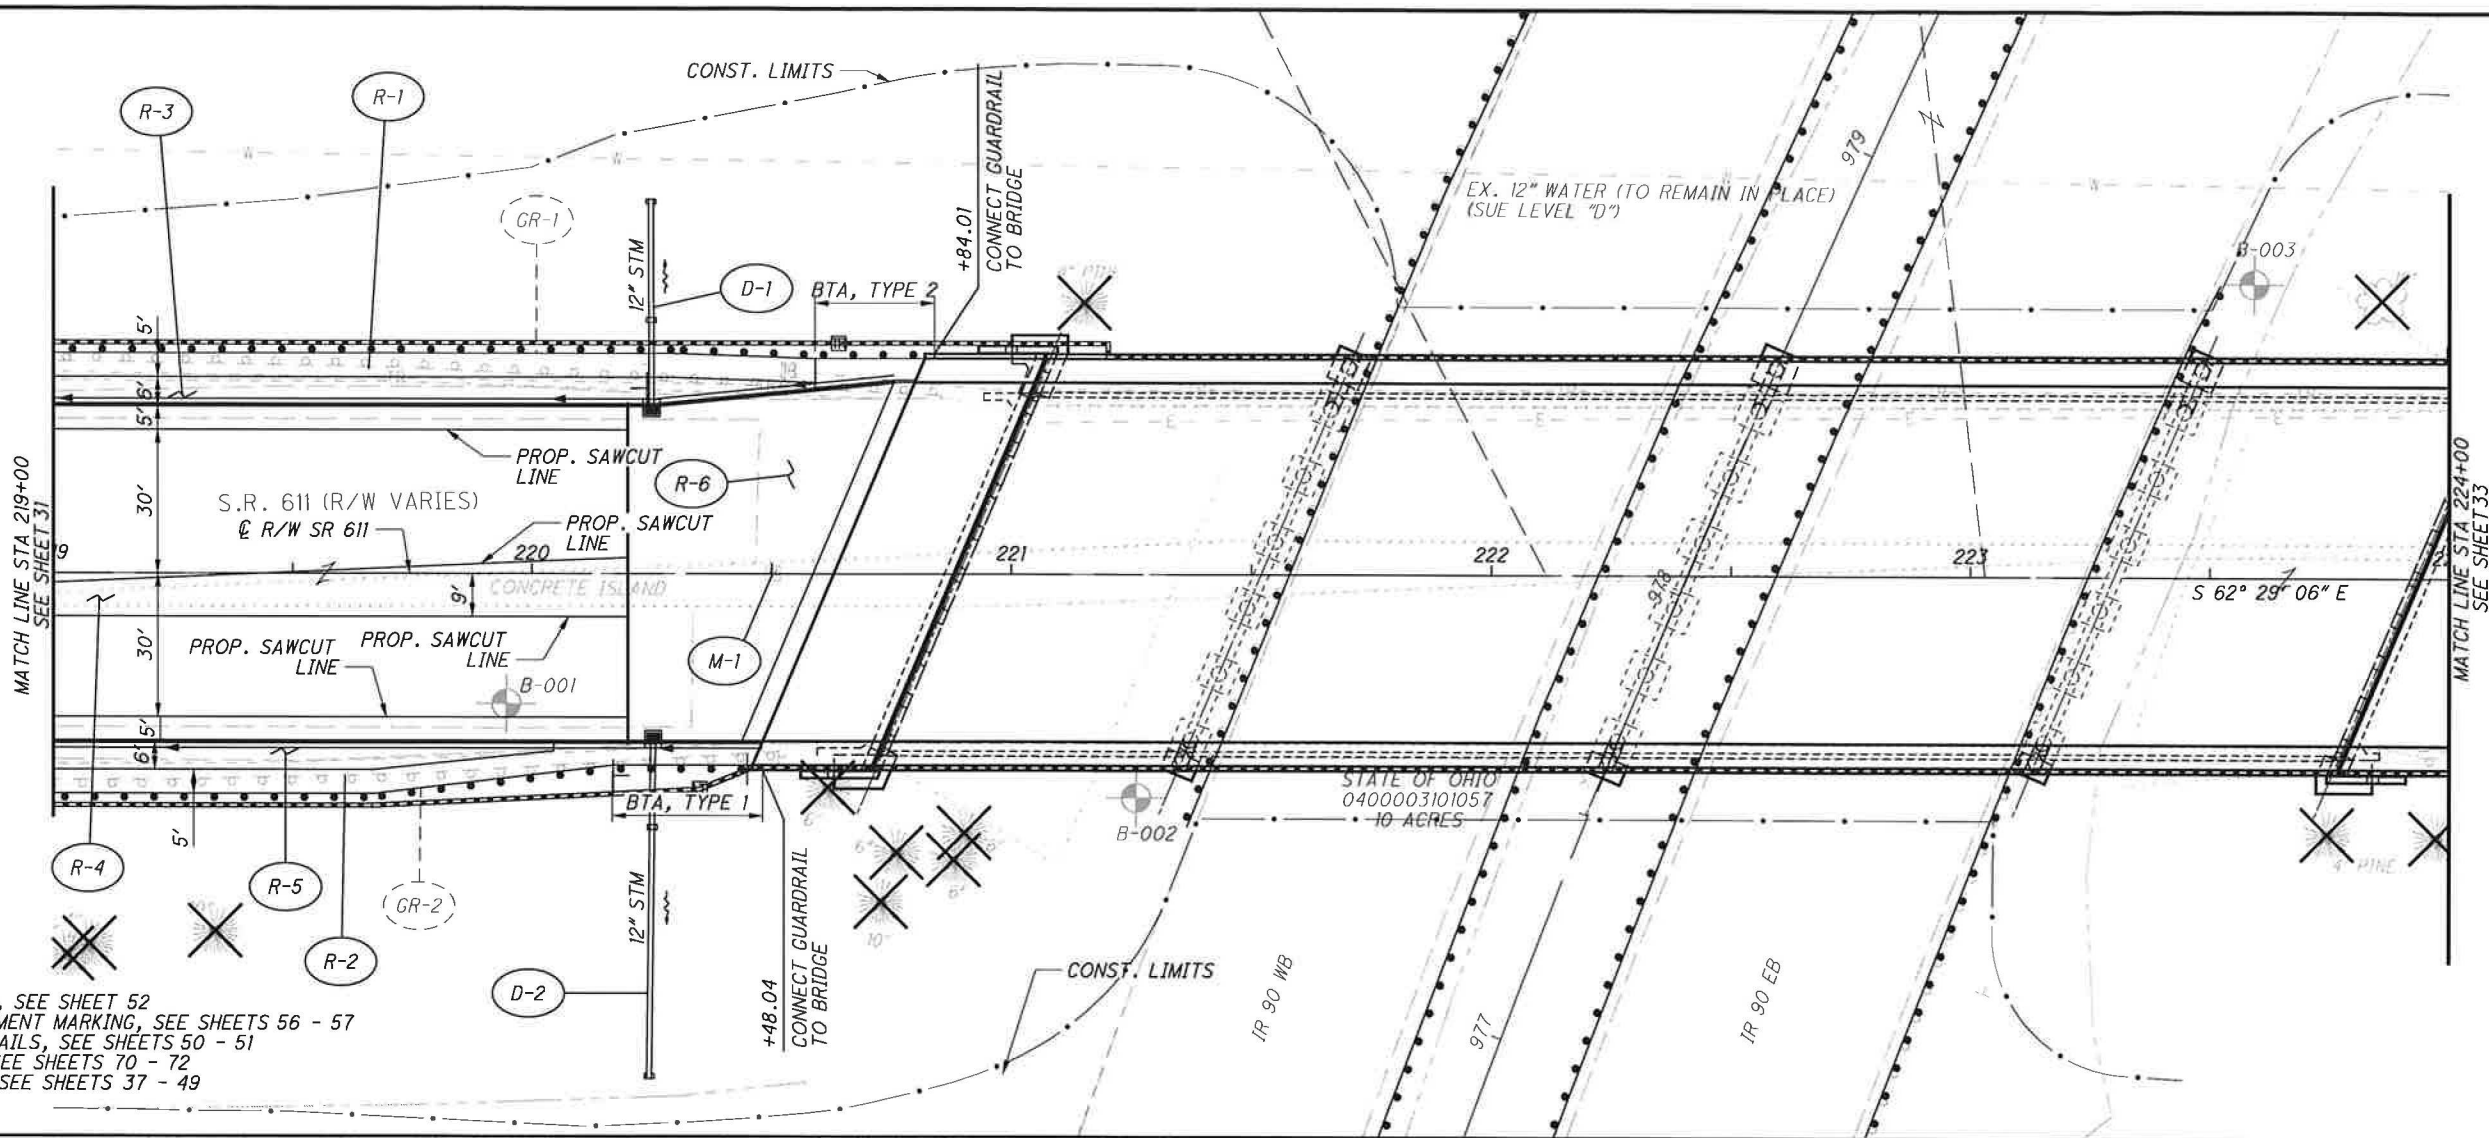 CONST. LIMITS
R-3
R-1
GR-1
12" STM
D-1
BTA, TYPE 2
+84.01
CONNECT GUARDRAIL
TO BRIDGE
EX. 12" WATER (TO REMAIN IN PLACE)
(SUE LEVEL "D")
979
B-003
5'
6'
5'
30'
30'
5'
6'
5'
9'
PROP. SAWCUT
LINE
R-6
S.R. 611 (R/W VARIES)
℄ R/W SR 611
PROP. SAWCUT
LINE
220
221
222
223
CONCRETE ISLAND
978
S 62° 29' 06" E
MATCH LINE STA 219+00
SEE SHEET 31
MATCH LINE STA 224+00
SEE SHEET 33
PROP. SAWCUT
LINE
PROP. SAWCUT
LINE
M-1
B-001
BTA, TYPE 1
STATE OF OHIO
0400003101057
10 ACRES
B-002
R-4
R-5
GR-2
R-2
12" STM
D-2
+48.04
CONNECT GUARDRAIL
TO BRIDGE
6"
6"
10"
4" PINE
CONST. LIMITS
IR 90 WB
977
IR 90 EB
, SEE SHEET 52
MENT MARKING, SEE SHEETS 56 - 57
AILS, SEE SHEETS 50 - 51
EE SHEETS 70 - 72
SEE SHEETS 37 - 49